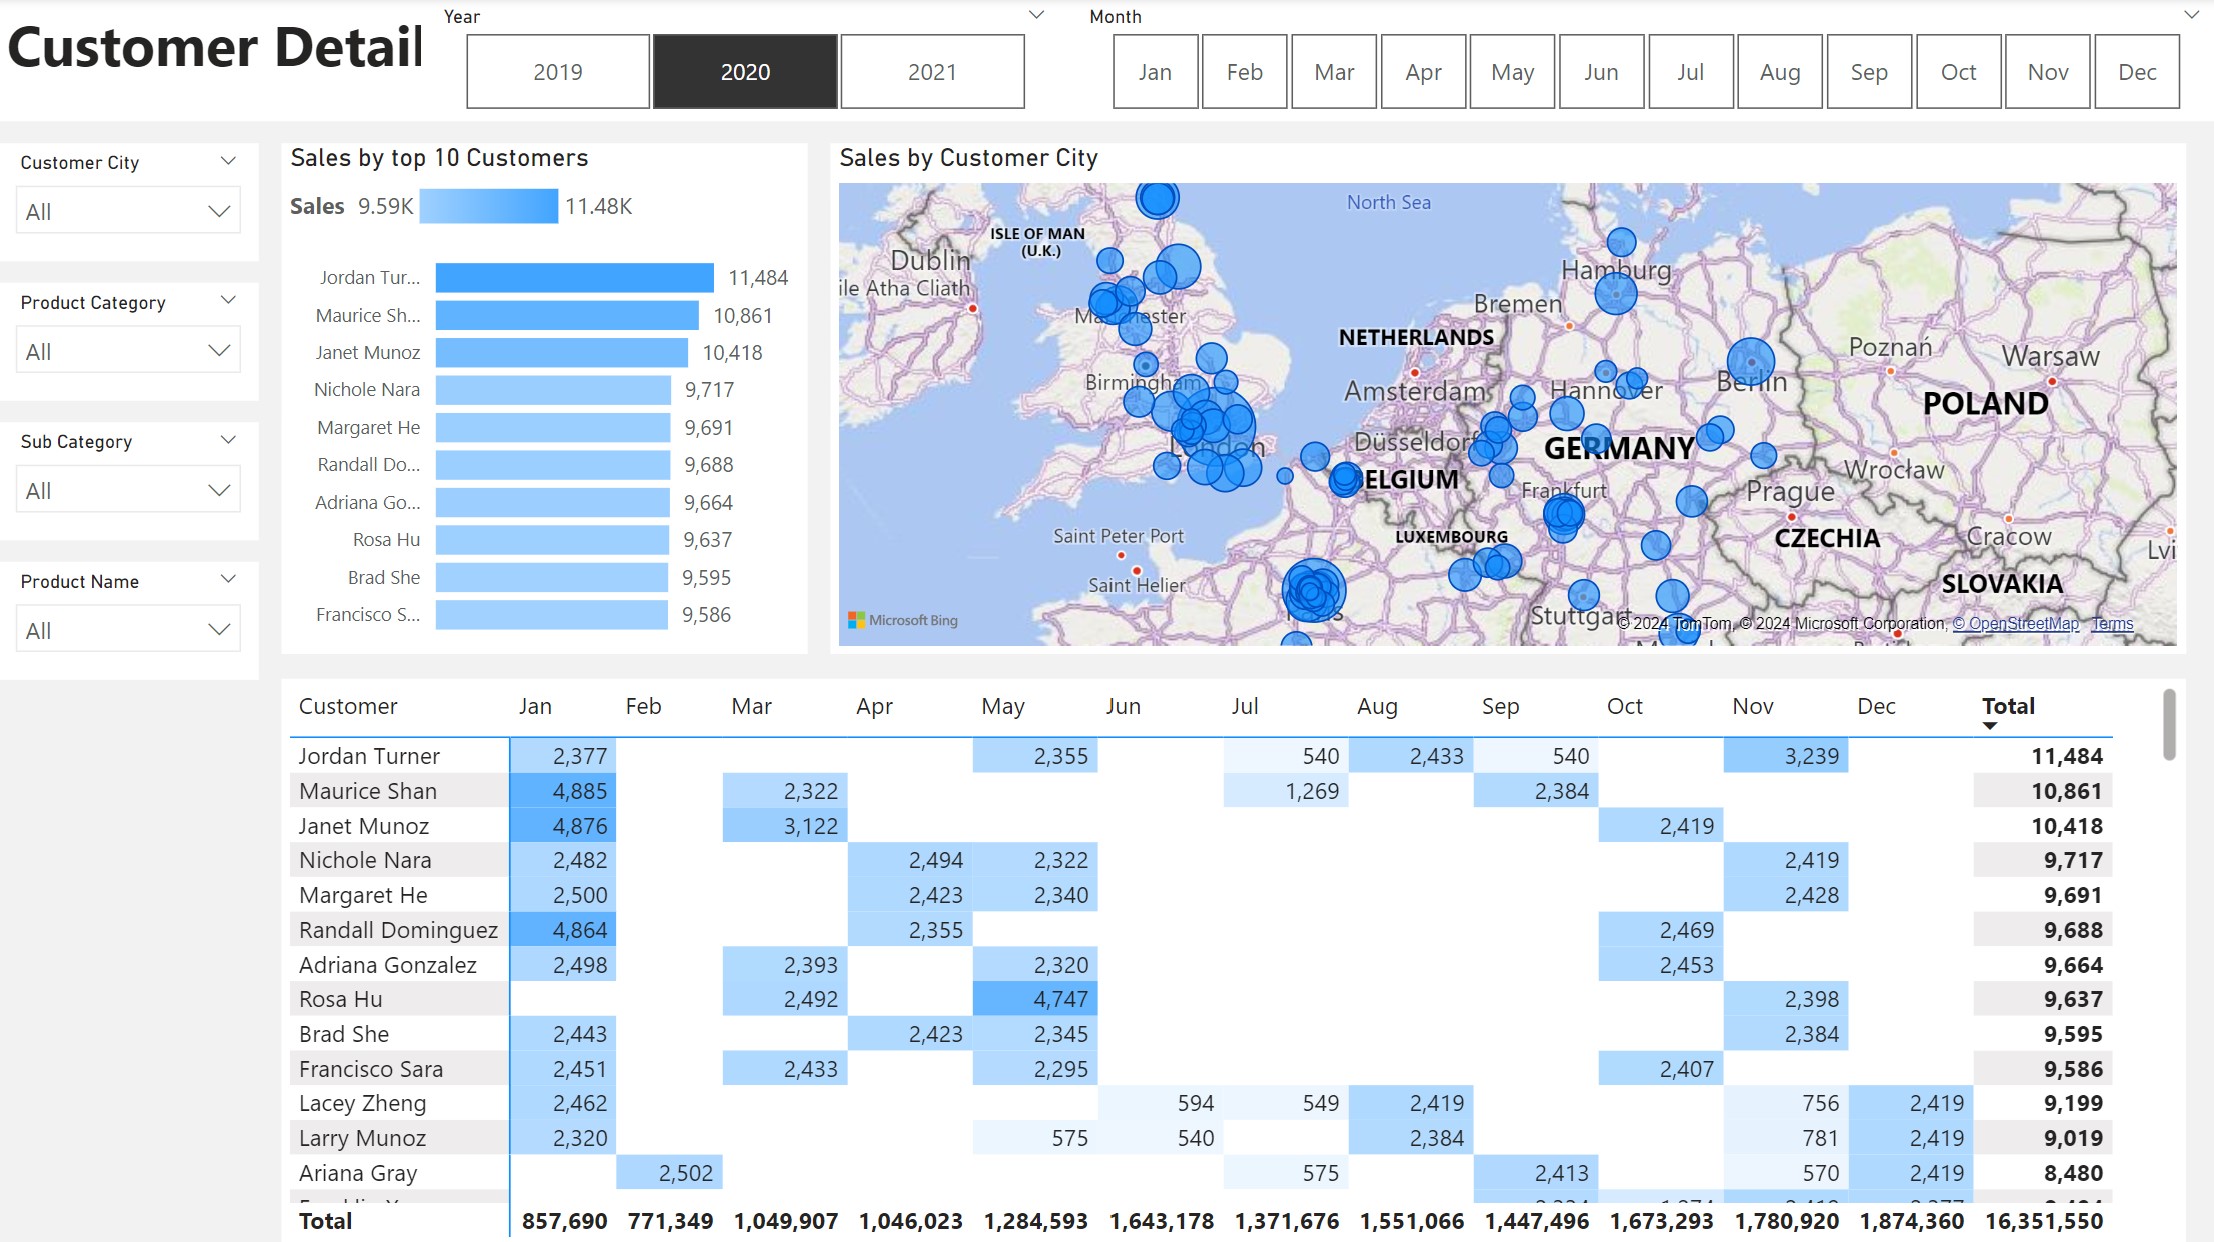 Customer Detail
Year
2019 2020 2021
Month
Jan Feb Mar Apr May Jun Jul Aug Sep Oct Nov Dec
Customer City
All
Product Category
All
Sub Category
All
Product Name
All
Sales by top 10 Customers
Sales 9.59K 11.48K
Jordan Tur... 11,484
Maurice Sh... 10,861
Janet Munoz 10,418
Nichole Nara 9,717
Margaret He 9,691
Randall Do... 9,688
Adriana Go... 9,664
Rosa Hu 9,637
Brad She 9,595
Francisco S... 9,586
Sales by Customer City
North Sea
ISLE OF MAN
(U.K.)
Dublin
ile Atha Cliath
Hamburg
Bremen
NETHERLANDS
Poznań
Warsaw
Birmingham
Amsterdam
Hannover
Berlin
POLAND
London
Düsseldorf
GERMANY
Wrocław
ELGIUM
Frankfurt
Prague
Saint Peter Port
LUXEMBOURG
CZECHIA
Cracow
Lvi
Saint Helier
SLOVAKIA
Stuttgart
Microsoft Bing
© 2024 TomTom, © 2024 Microsoft Corporation, © OpenStreetMap Terms
Customer Jan Feb Mar Apr May Jun Jul Aug Sep Oct Nov Dec Total
Jordan Turner 2,377 2,355 540 2,433 540 3,239 11,484
Maurice Shan 4,885 2,322 1,269 2,384 10,861
Janet Munoz 4,876 3,122 2,419 10,418
Nichole Nara 2,482 2,494 2,322 2,419 9,717
Margaret He 2,500 2,423 2,340 2,428 9,691
Randall Dominguez 4,864 2,355 2,469 9,688
Adriana Gonzalez 2,498 2,393 2,320 2,453 9,664
Rosa Hu 2,492 4,747 2,398 9,637
Brad She 2,443 2,423 2,345 2,384 9,595
Francisco Sara 2,451 2,433 2,295 2,407 9,586
Lacey Zheng 2,462 594 549 2,419 756 2,419 9,199
Larry Munoz 2,320 575 540 2,384 781 2,419 9,019
Ariana Gray 2,502 575 2,413 570 2,419 8,480
Total 857,690 771,349 1,049,907 1,046,023 1,284,593 1,643,178 1,371,676 1,551,066 1,447,496 1,673,293 1,780,920 1,874,360 16,351,550